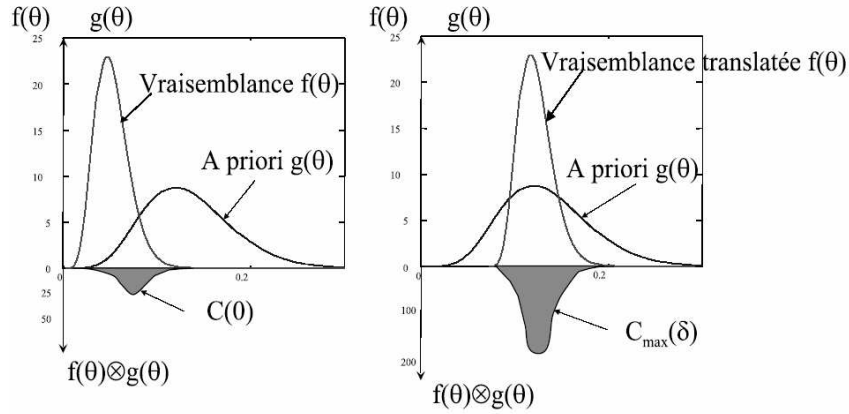 f(θ) g(θ)
25
20
15
10
5
0
0
0.2
25
50
Vraisemblance f(θ)
A priori g(θ)
C(0)
f(θ)⊗g(θ)
f(θ) g(θ)
25
20
15
10
5
0
0
0.2
100
200
Vraisemblance translatée f(θ)
A priori g(θ)
Cmax(δ)
f(θ)⊗g(θ)